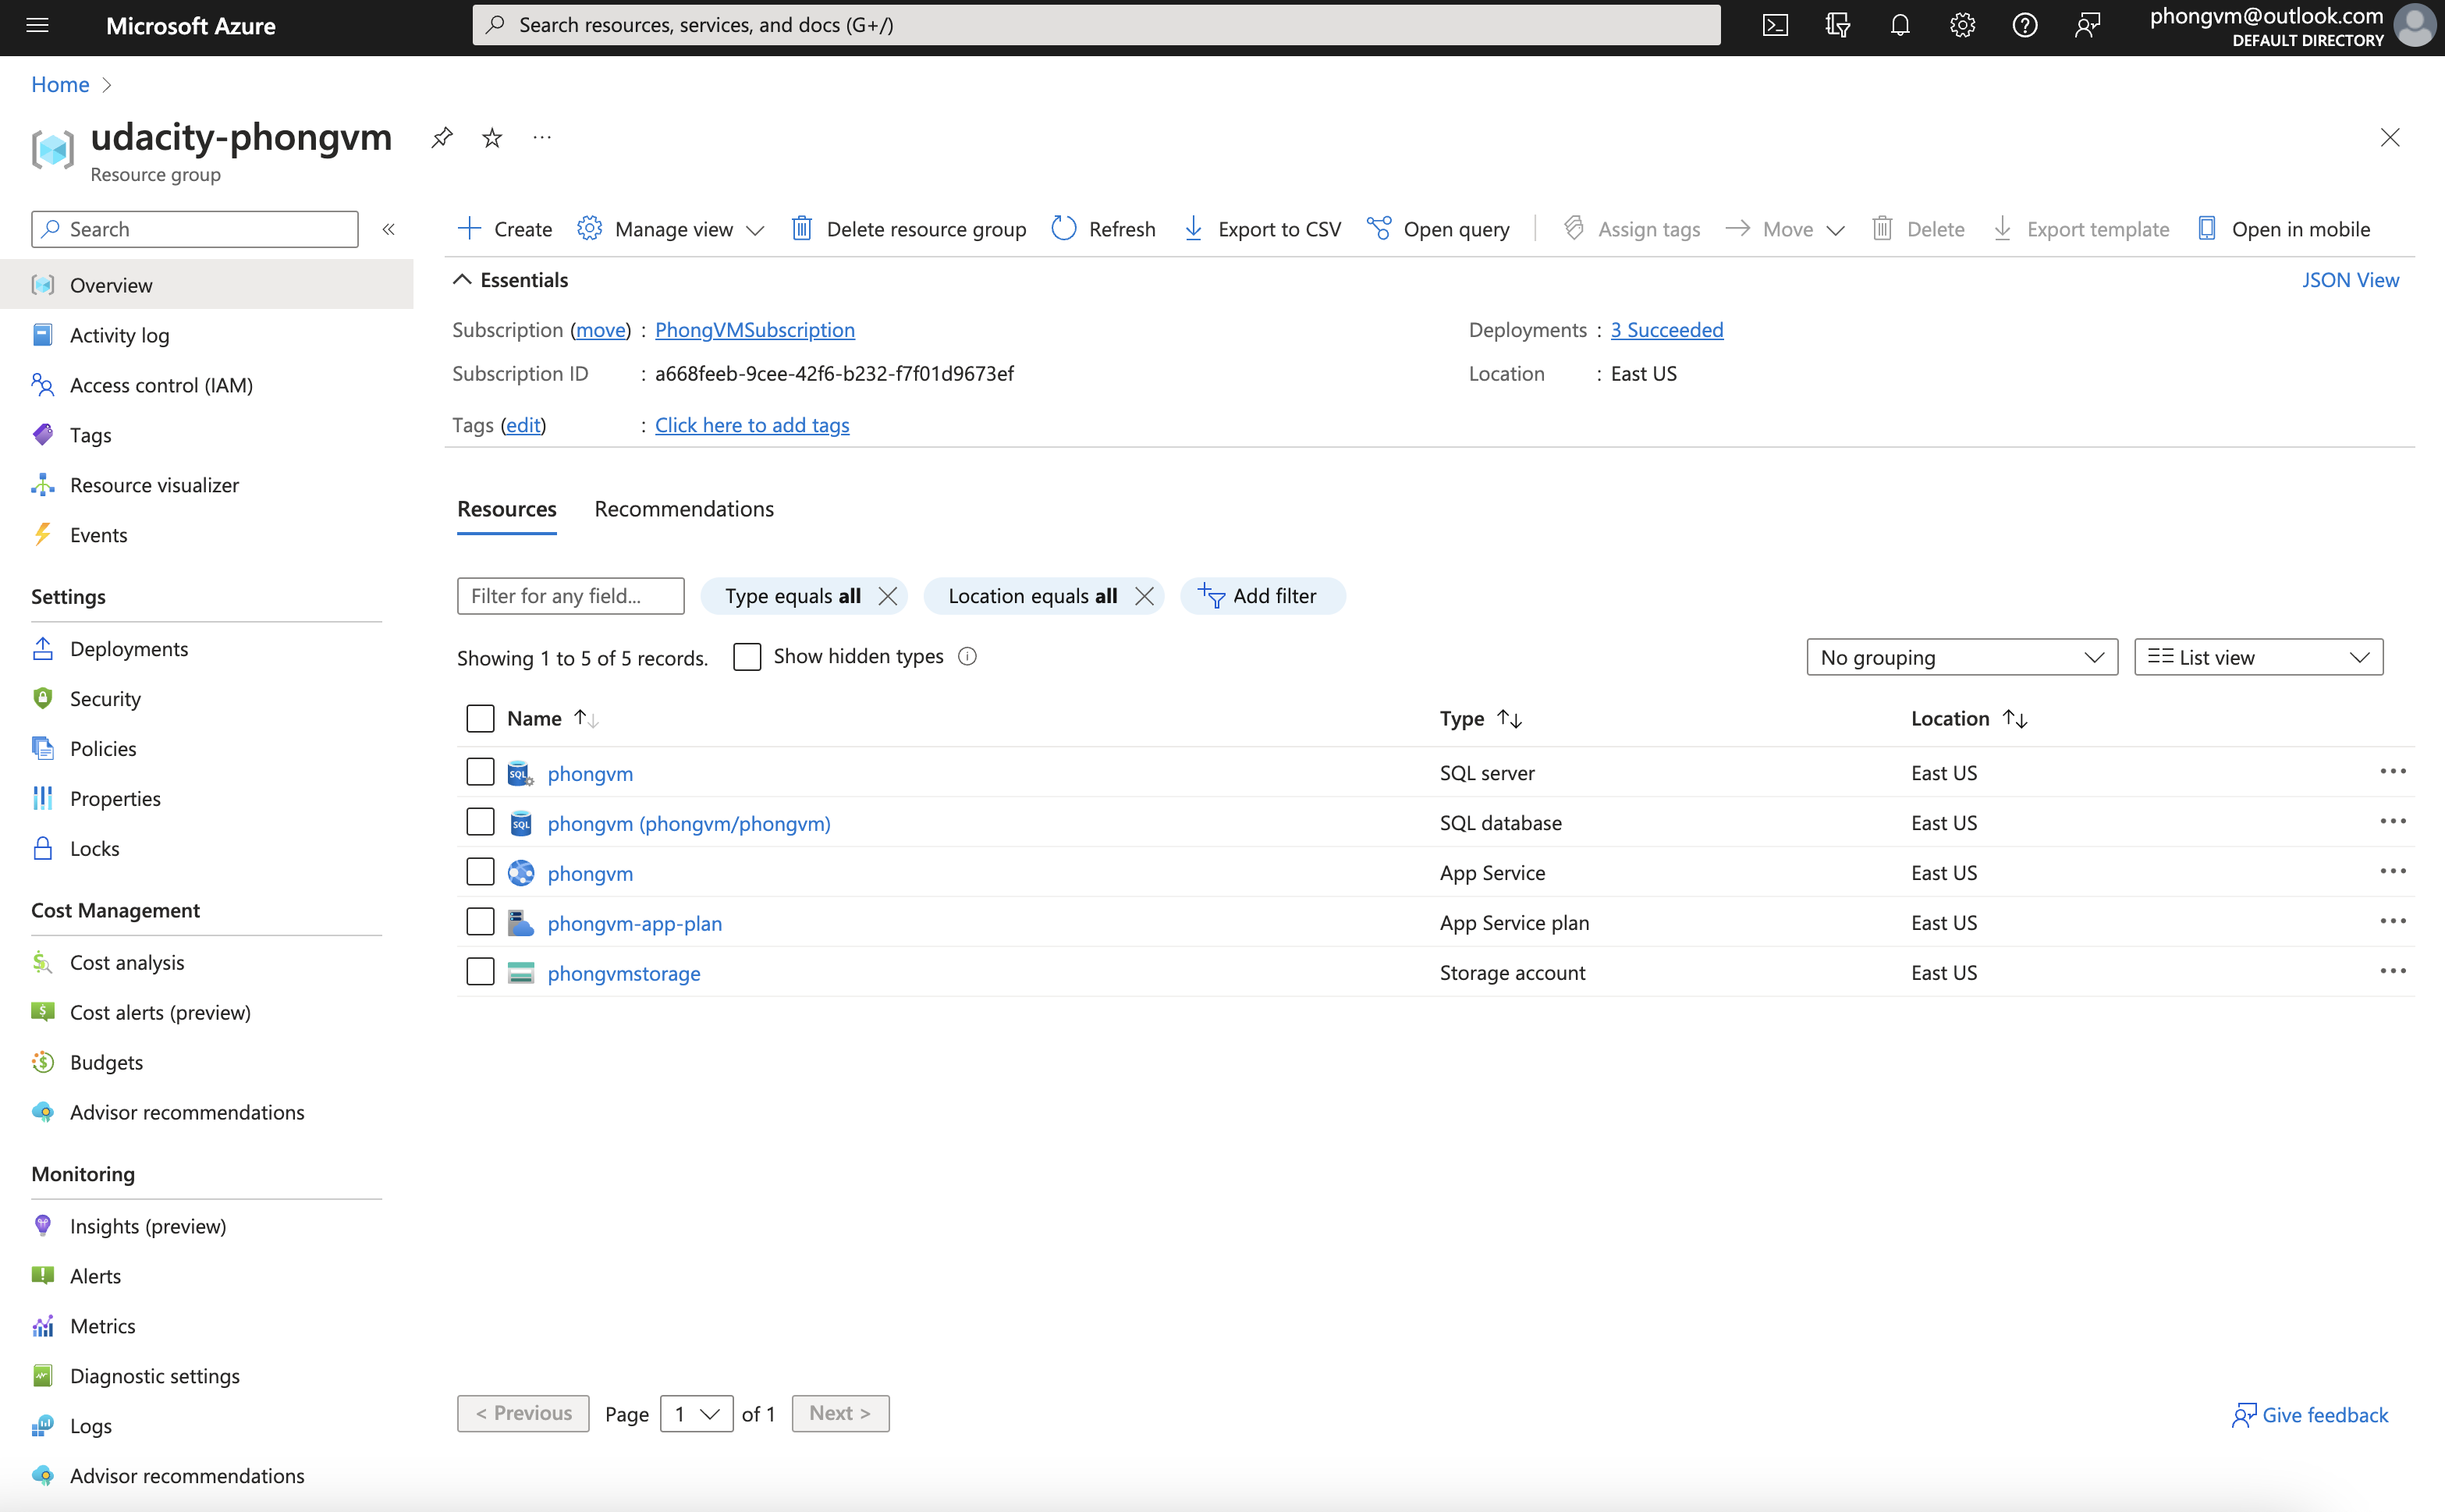 Microsoft Azure
Search resources, services, and docs (G+/)
phongvm@outlook.com
DEFAULT DIRECTORY
Home
udacity-phongvm
Resource group
Search
Create
Manage view
Delete resource group
Refresh
Export to CSV
Open query
Assign tags
Move
Delete
Export template
Open in mobile
Overview
Activity log
Access control (IAM)
Tags
Resource visualizer
Events
Settings
Deployments
Security
Policies
Properties
Locks
Cost Management
Cost analysis
Cost alerts (preview)
Budgets
Advisor recommendations
Monitoring
Insights (preview)
Alerts
Metrics
Diagnostic settings
Logs
Advisor recommendations
Essentials
JSON View
Subscription (move) : PhongVMSubscription
Deployments : 3 Succeeded
Subscription ID : a668feeb-9cee-42f6-b232-f7f01d9673ef
Location : East US
Tags (edit) : Click here to add tags
Resources Recommendations
Filter for any field... Type equals all Location equals all Add filter
Showing 1 to 5 of 5 records. Show hidden types No grouping List view
Name Type Location
phongvm SQL server East US
SQL
phongvm (phongvm/phongvm) SQL database East US
SQL
phongvm App Service East US
phongvm-app-plan App Service plan East US
phongvmstorage Storage account East US
< Previous Page 1 of 1 Next >
Give feedback